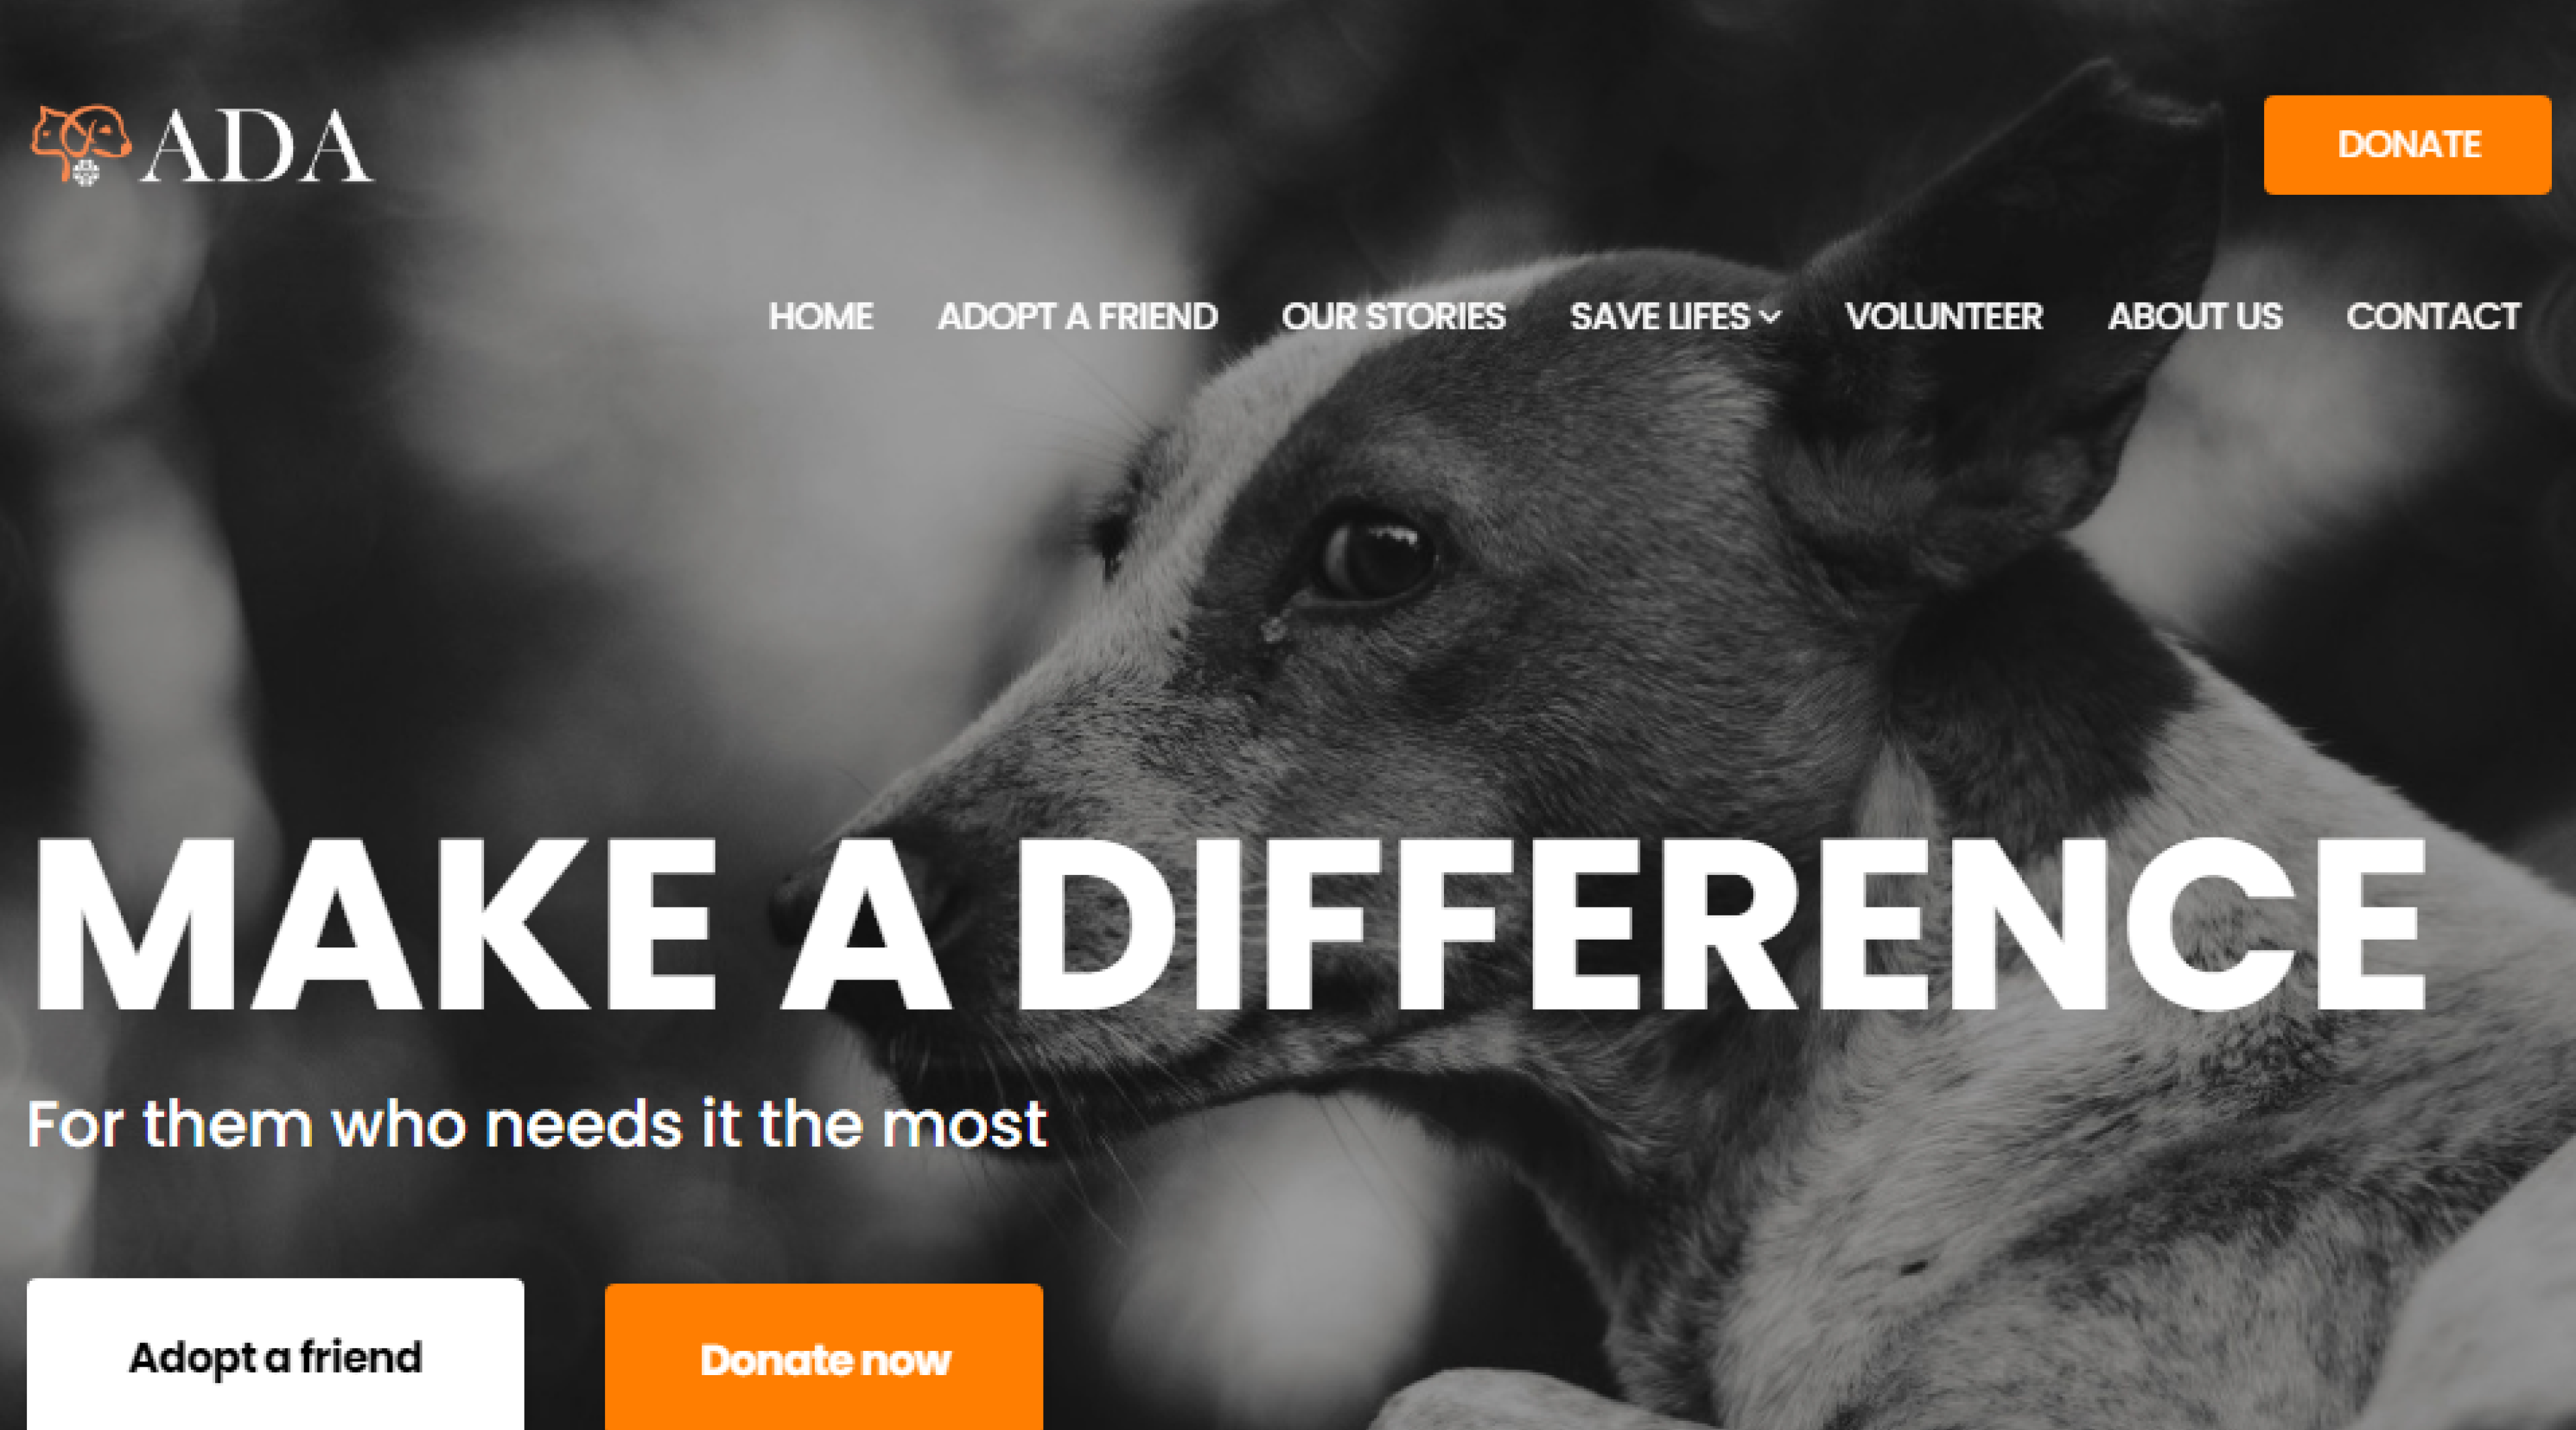 ADA
DONATE
HOME ADOPT A FRIEND OUR STORIES SAVE LIFES VOLUNTEER ABOUT US CONTACT
MAKE A DIFFERENCE
For them who needs it the most
Adopt a friend Donate now